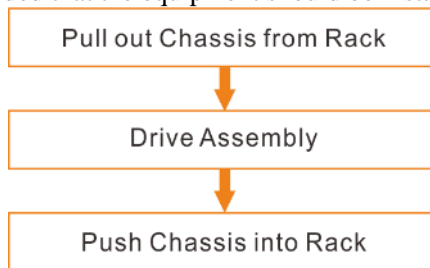 Pull out Chassis from Rack
Drive Assembly
Push Chassis into Rack